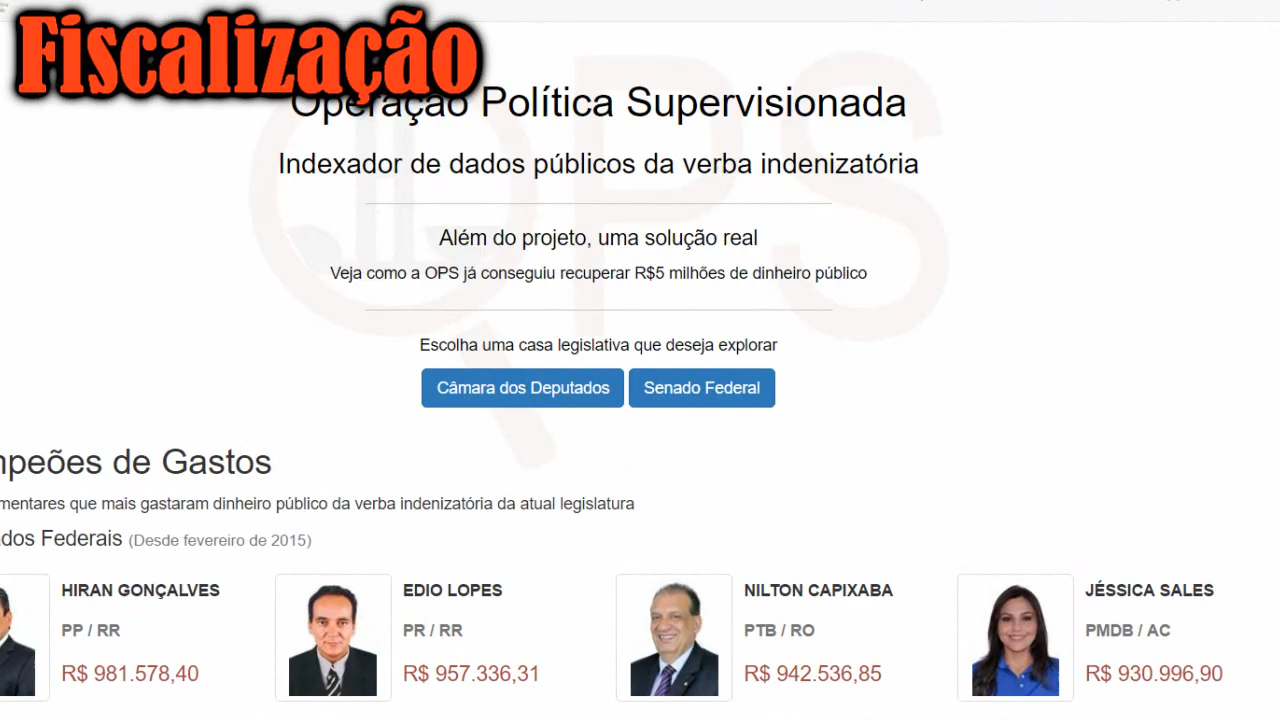 Fiscalização
Operação Política Supervisionada
Indexador de dados públicos da verba indenizatória
Além do projeto, uma solução real
Veja como a OPS já conseguiu recuperar R$5 milhões de dinheiro público
Escolha uma casa legislativa que deseja explorar
Câmara dos Deputados Senado Federal
mpeões de Gastos
mentares que mais gastaram dinheiro público da verba indenizatória da atual legislatura
ados Federais (Desde fevereiro de 2015)
HIRAN GONÇALVES EDIO LOPES NILTON CAPIXABA JÉSSICA SALES
PP / RR PR / RR PTB / RO PMDB / AC
R$ 981.578,40 R$ 957.336,31 R$ 942.536,85 R$ 930.996,90